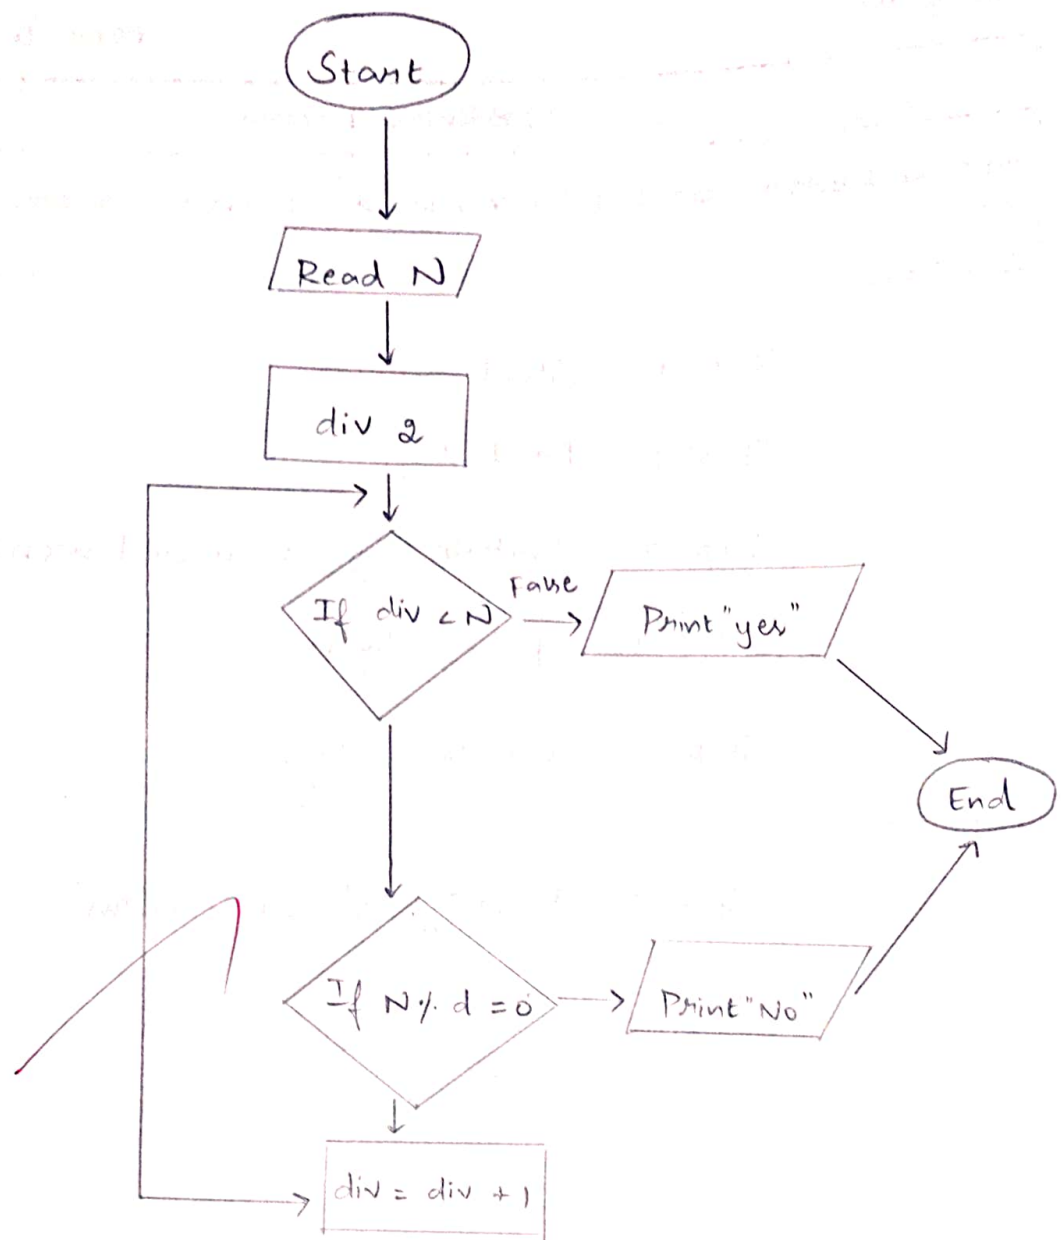 Start
Read N
div 2
If div < N
False
Print "yes"
End
If N % d = 0
Print "No"
div = div + 1